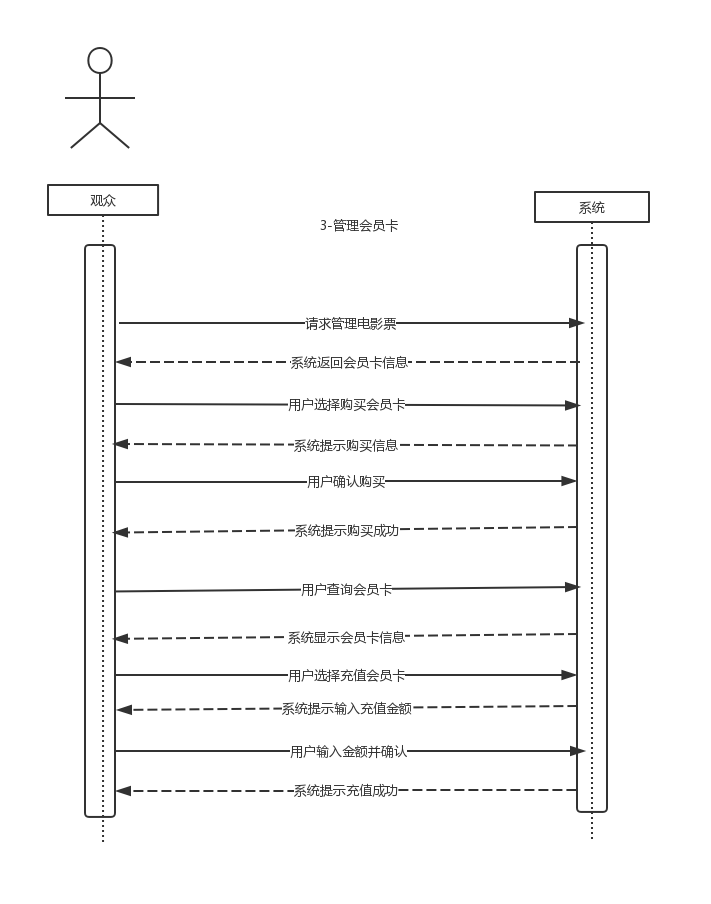 观众
系统
3-管理会员卡
请求管理电影票
系统返回会员卡信息
用户选择购买会员卡
系统提示购买信息
用户确认购买
系统提示购买成功
用户查询会员卡
系统显示会员卡信息
用户选择充值会员卡
系统提示输入充值金额
用户输入金额并确认
系统提示充值成功